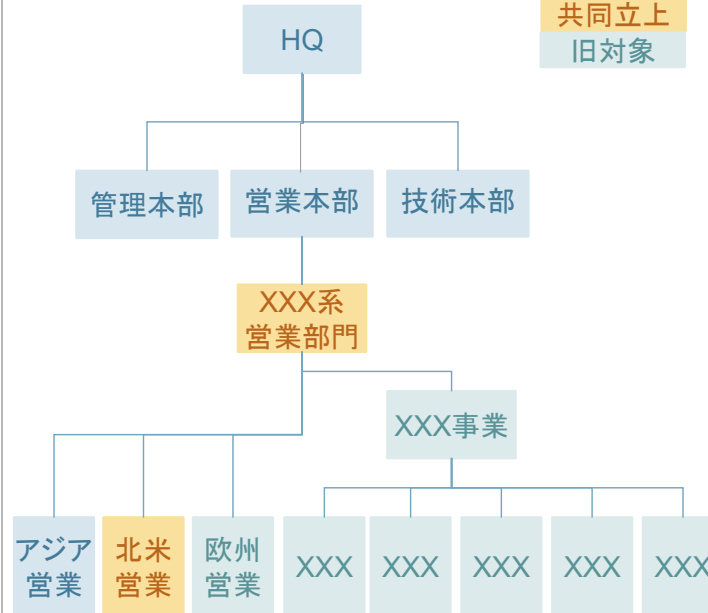 共同立上
旧対象
HQ
管理本部
営業本部
技術本部
XXX系
営業部門
XXX事業
アジア
営業
北米
営業
欧州
営業
XXX
XXX
XXX
XXX
XXX